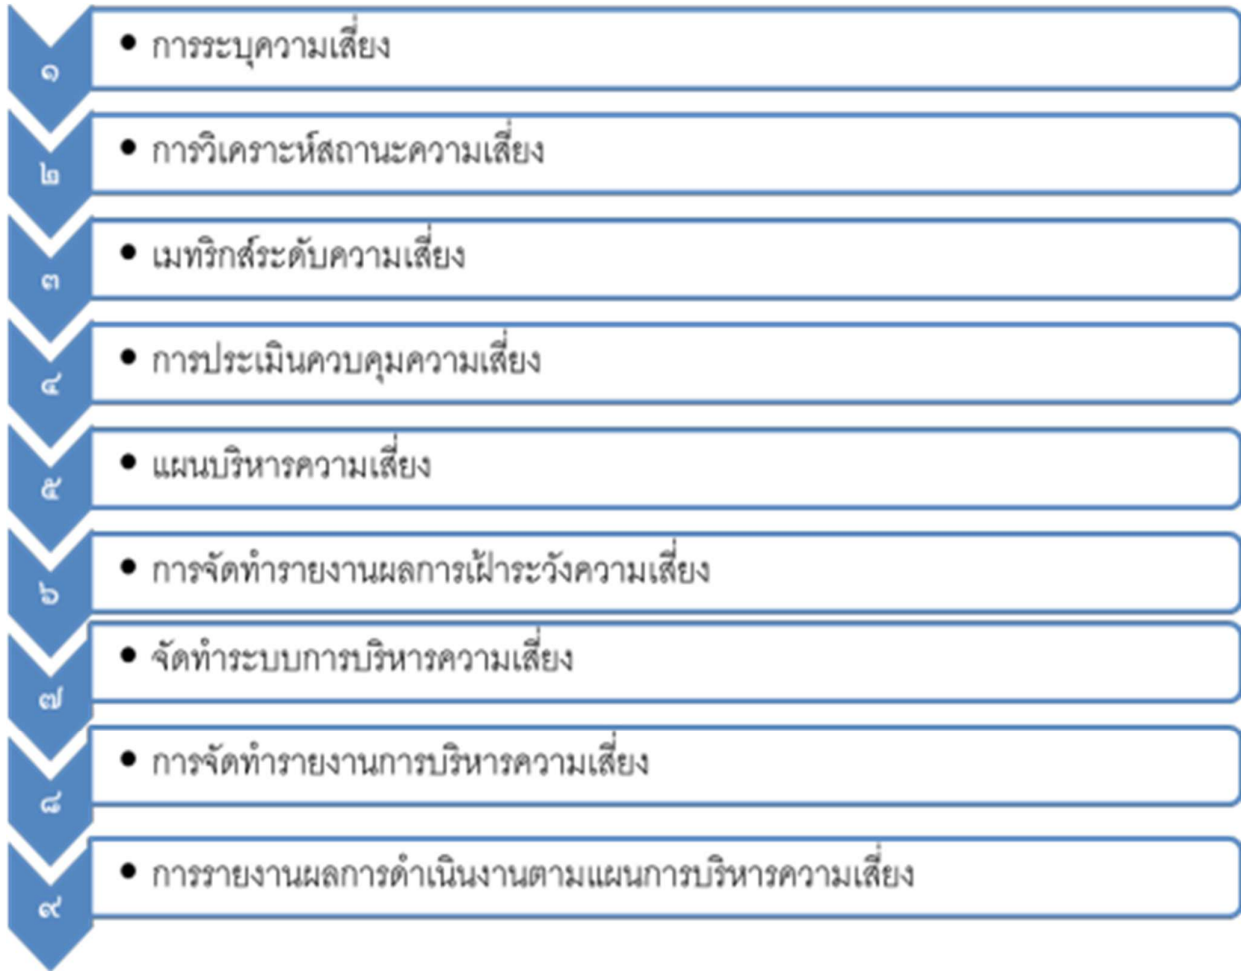 ๑
• การระบุความเสี่ยง
๒
• การวิเคราะห์สถานะความเสี่ยง
๓
• เมทริกส์ระดับความเสี่ยง
๔
• การประเมินควบคุมความเสี่ยง
๕
• แผนบริหารความเสี่ยง
๖
• การจัดทำรายงานผลการเฝ้าระวังความเสี่ยง
๗
• จัดทำระบบการบริหารความเสี่ยง
๘
• การจัดทำรายงานการบริหารความเสี่ยง
๙
• การรายงานผลการดำเนินงานตามแผนการบริหารความเสี่ยง